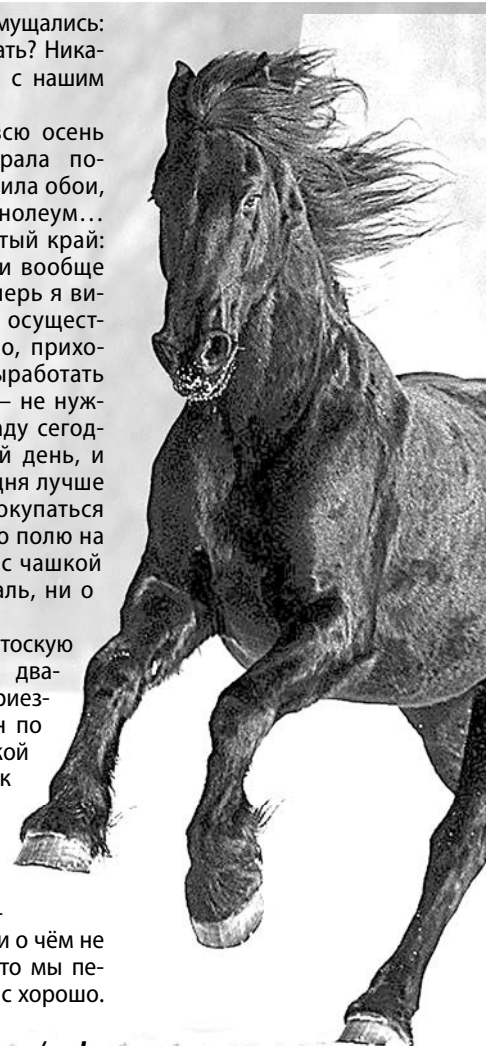 мущались:
ать? Ника-
с нашим
всю осень
рала по-
ила обои,
нолеум...
тый край:
и вообще
перь я ви-
осущест-
о, прихо-
ыработать
– не нуж-
аду сегод-
й день, и
дня лучше
окупаться
о полю на
с чашкой
аль, ни о
тоскую
два-
риез-
н по
кой
к
-
и о чём не
то мы пе-
с хорошо.